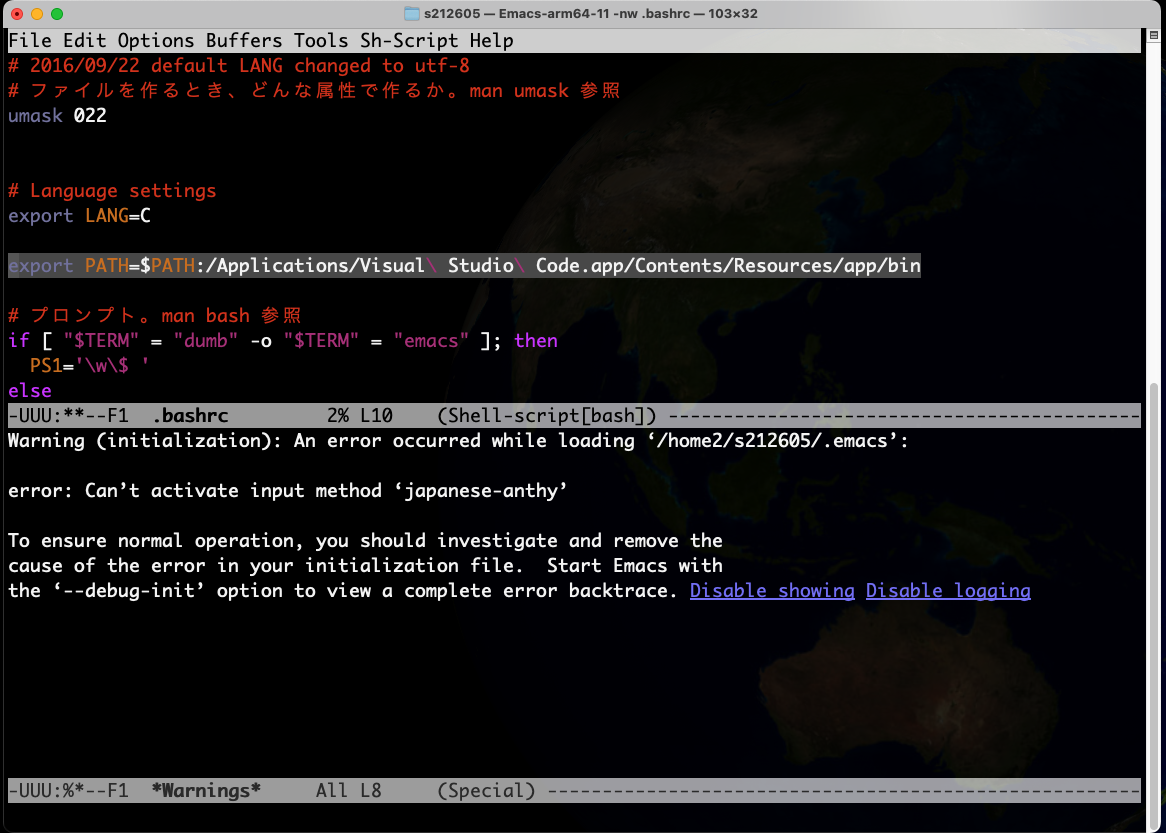 s212605 — Emacs-arm64-11 -nw .bashrc — 103×32
File Edit Options Buffers Tools Sh-Script Help
# 2016/09/22 default LANG changed to utf-8
# ファイルを作るとき、どんな属性で作るか。man umask 参照
umask 022
# Language settings
export LANG=C
export PATH=$PATH:/Applications/Visual\ Studio\ Code.app/Contents/Resources/app/bin
# プロンプト。man bash 参照
if [ "$TERM" = "dumb" -o "$TERM" = "emacs" ]; then
  PS1='\w\$ '
else
-UUU:**--F1  .bashrc         2% L10    (Shell-script[bash]) -------------------------------------------
Warning (initialization): An error occurred while loading ‘/home2/s212605/.emacs’:
error: Can’t activate input method ‘japanese-anthy’
To ensure normal operation, you should investigate and remove the
cause of the error in your initialization file.  Start Emacs with
the ‘--debug-init’ option to view a complete error backtrace. Disable showing Disable logging
-UUU:%*--F1  *Warnings*     All L8     (Special) ------------------------------------------------------